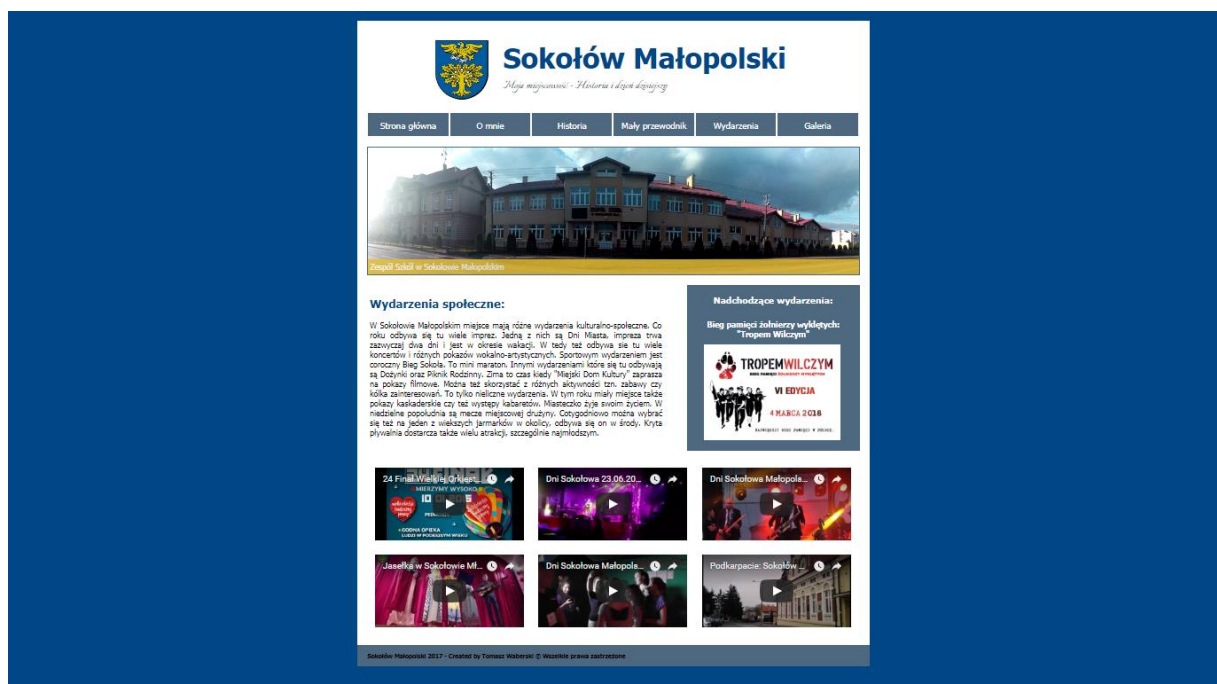 Sokołów Małopolski
Moja miejscowość - Historia i dzień dzisiejszy
Strona główna O mnie Historia Mały przewodnik Wydarzenia Galeria
Zespół Szkół w Sokołowie Małopolskim
Wydarzenia społeczne:
W Sokołowie Małopolskim miejsce mają różne wydarzenia kulturalno-społeczne. Co
roku odbywa się tu wiele imprez. Jedną z nich są Dni Miasta, impreza trwa
zazwyczaj dwa dni i jest w okresie wakacji. W tedy też odbywa sie tu wiele
koncertów i różnych pokazów wokalno-artystycznych. Sportowym wydarzeniem jest
coroczny Bieg Sokoła. To mini maraton. Innymi wydarzeniami które się tu odbywają
są Dożynki oraz Piknik Rodzinny. Zima to czas kiedy "Miejski Dom Kultury" zaprasza
na pokazy filmowe. Można też skorzystać z różnych aktywności tzn. zabawy czy
kółka zainteresowań. To tylko nieliczne wydarzenia. W tym roku miały miejsce także
pokazy kaskaderskie czy też występy kabaretów. Miasteczko żyje swoim życiem. W
niedzielne popołudnia są mecze miejscowej drużyny. Cotygodniowo można wybrać
się też na jeden z wiekszych jarmarków w okolicy, odbywa się on w środy. Kryta
pływalnia dostarcza także wielu atrakcji, szczególnie najmłodszym.
Nadchodzące wydarzenia:
Bieg pamięci żołnierzy wyklętych:
"Tropem Wilczym"
TROPEMWILCZYM
BIEG PAMIĘCI ŻOŁNIERZY WYKLĘTYCH
VI EDYCJA
4 MARCA 2018
24 Finał Wielkiej Orkiest...
MIERZYMY WYSOKO
Dni Sokołowa 23.06.20...
Dni Sokołowa Małopola...
Jasełka w Sokołowie Mł...
Dni Sokołowa Małopola...
Podkarpacie: Sokołów ...
Sokołów Małopolski 2017 - Created by Tomasz Waberski © Wszelkie prawa zastrzeżone